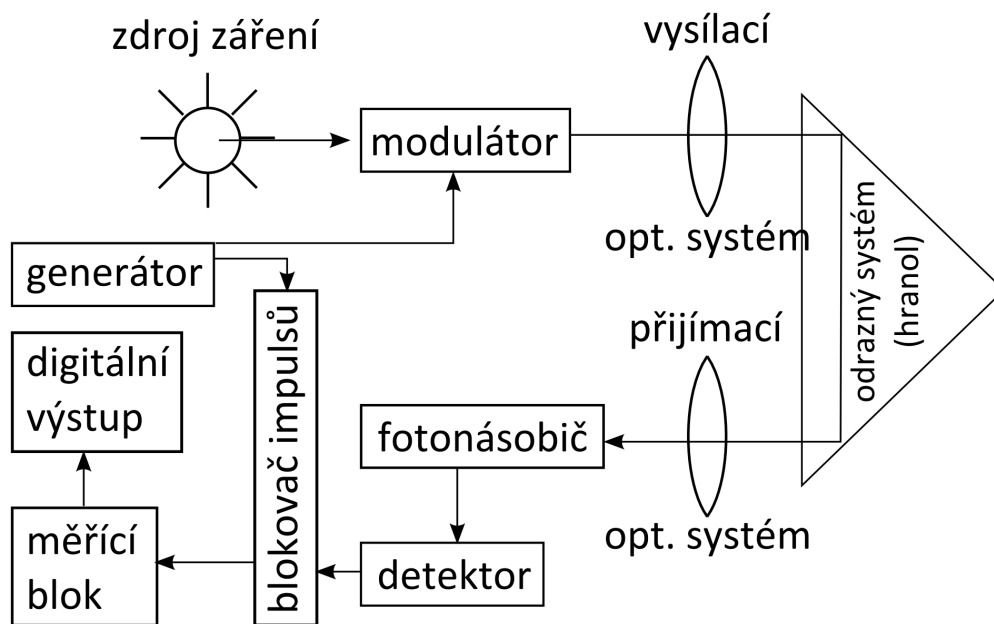 zdroj záření
vysílací
modulátor
opt. systém
generátor
odrazný systém
(hranol)
přijímací
digitální
výstup
blokovač impulsů
fotonásobič
opt. systém
měřící
blok
detektor